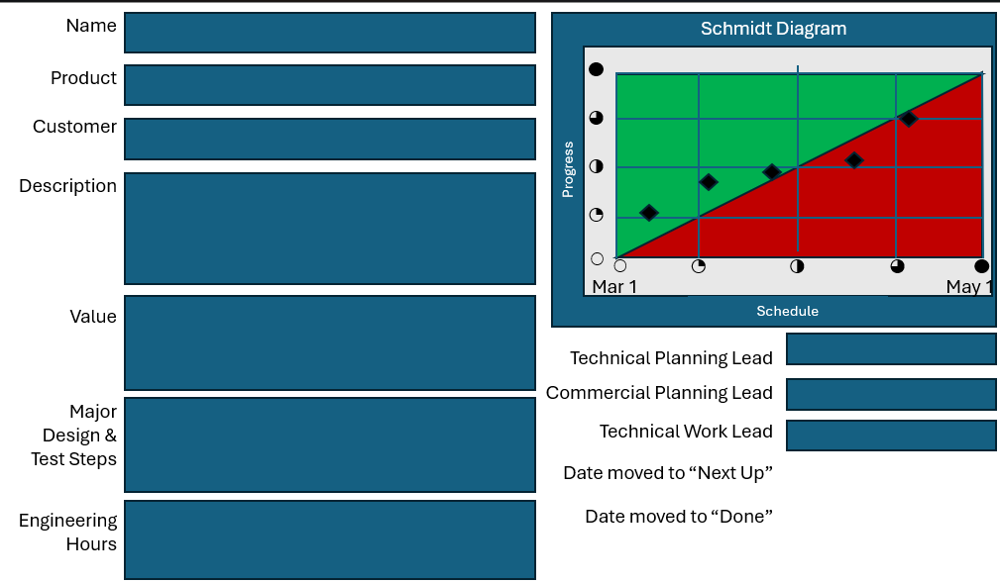 Name
Product
Customer
Description
Value
Major
Design &
Test Steps
Engineering
Hours
Schmidt Diagram
Progress
Mar 1
May 1
Schedule
Technical Planning Lead
Commercial Planning Lead
Technical Work Lead
Date moved to “Next Up”
Date moved to “Done”